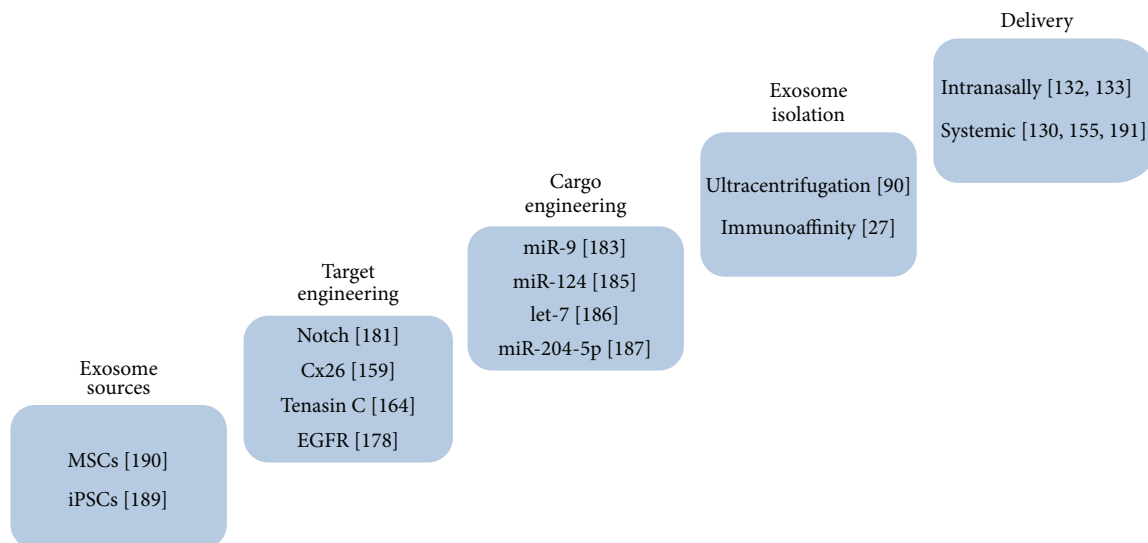 Exosome
sources
MSCs [190]
iPSCs [189]
Target
engineering
Notch [181]
Cx26 [159]
Tenasin C [164]
EGFR [178]
Cargo
engineering
miR-9 [183]
miR-124 [185]
let-7 [186]
miR-204-5p [187]
Exosome
isolation
Ultracentrifugation [90]
Immunoaffinity [27]
Delivery
Intranasally [132, 133]
Systemic [130, 155, 191]